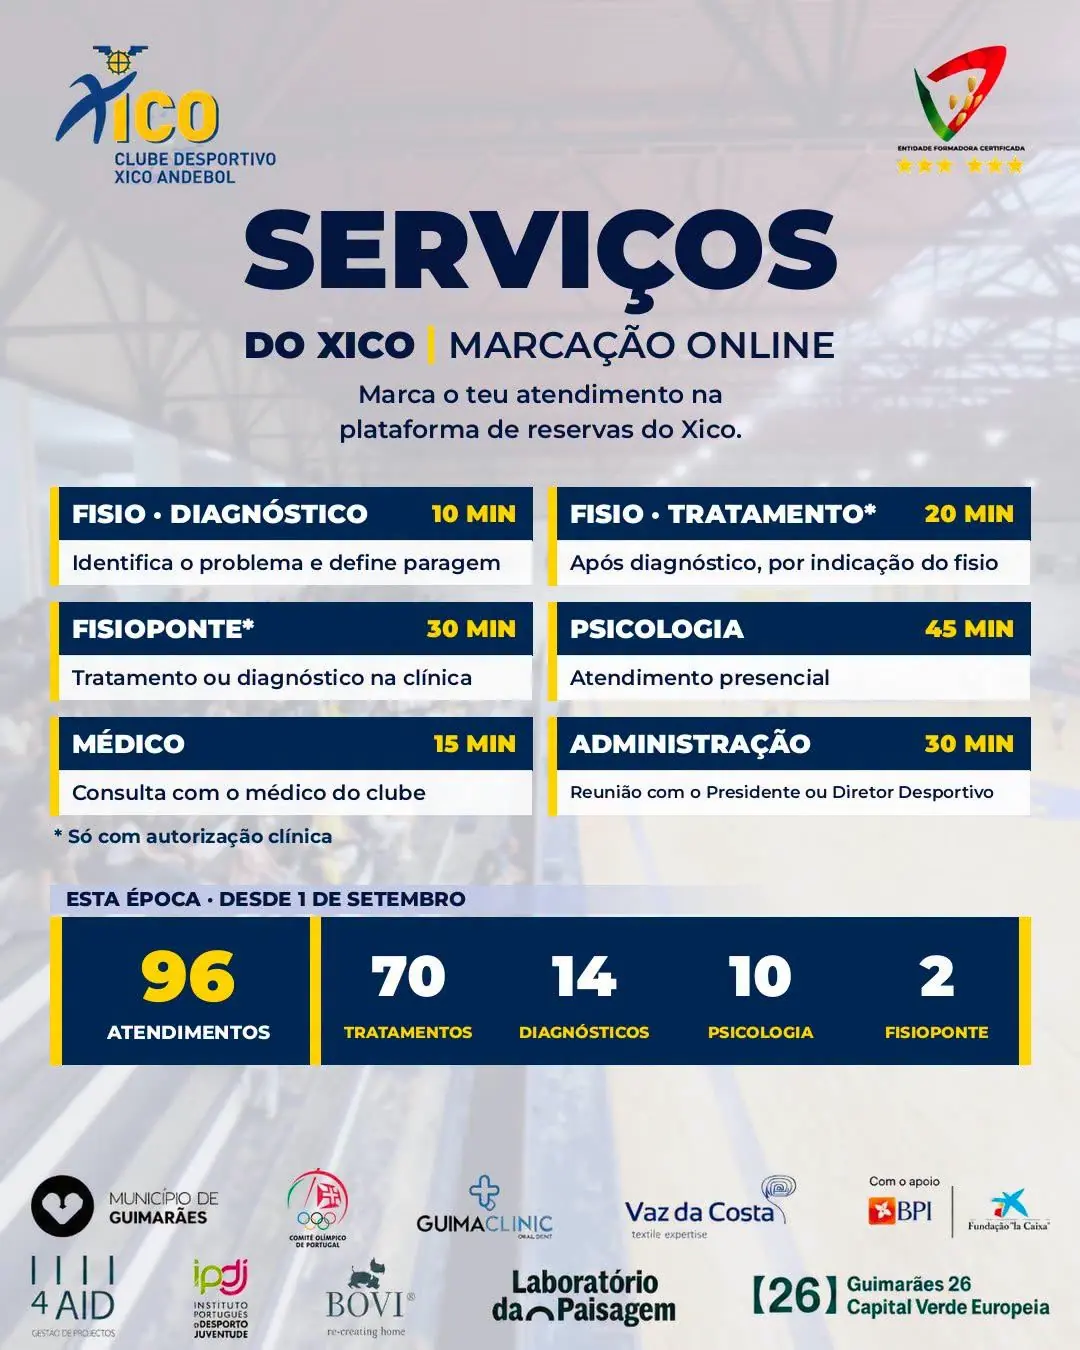 XICO
CLUBE DESPORTIVO
XICO ANDEBOL
ENTIDADE FORMADORA CERTIFICADA
SERVIÇOS
DO XICO | MARCAÇÃO ONLINE
Marca o teu atendimento na
plataforma de reservas do Xico.
FISIO · DIAGNÓSTICO 10 MIN
Identifica o problema e define paragem
FISIO · TRATAMENTO* 20 MIN
Após diagnóstico, por indicação do fisio
FISIOPONTE* 30 MIN
Tratamento ou diagnóstico na clínica
PSICOLOGIA 45 MIN
Atendimento presencial
MÉDICO 15 MIN
Consulta com o médico do clube
ADMINISTRAÇÃO 30 MIN
Reunião com o Presidente ou Diretor Desportivo
* Só com autorização clínica
ESTA ÉPOCA · DESDE 1 DE SETEMBRO
96
ATENDIMENTOS
70
TRATAMENTOS
14
DIAGNÓSTICOS
10
PSICOLOGIA
2
FISIOPONTE
MUNICÍPIO DE
GUIMARÃES
COMITÉ OLÍMPICO
DE PORTUGAL
GUIMACLINIC
ORAL DENT
Vaz da Costa
textile expertise
Com o apoio
BPI
Fundação "la Caixa"
4 AID
GESTÃO DE PROJECTOS
ipdj
INSTITUTO
PORTUGUÊS
DO DESPORTO
JUVENTUDE
BOVI®
re-creating home
Laboratório
da Paisagem
[26] Guimarães 26
Capital Verde Europeia